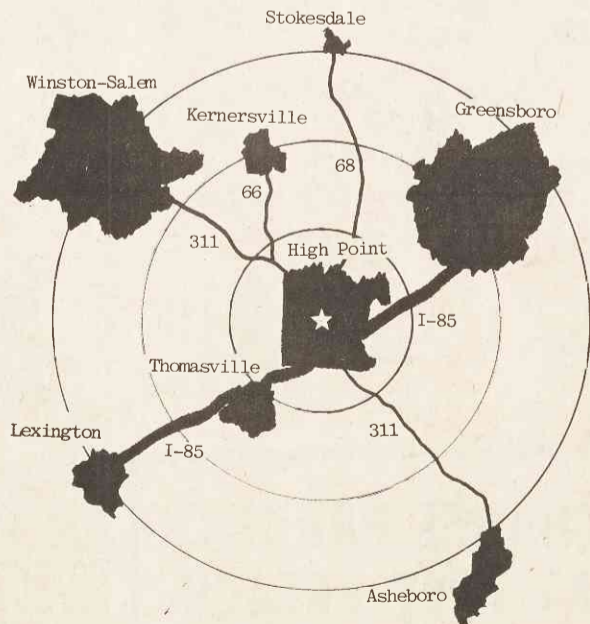 Stokesdale
Winston-Salem
Greensboro
Kernersville
66
68
311
High Point
I-85
Thomasville
Lexington
I-85
311
Asheboro